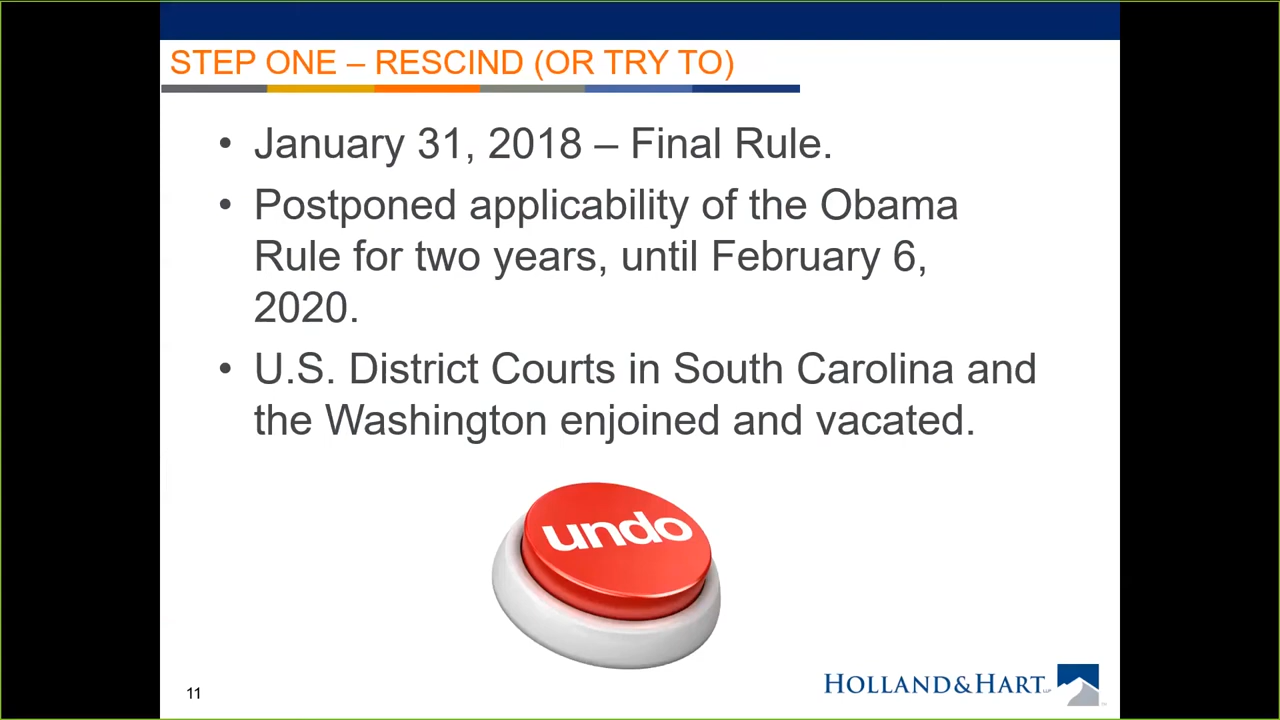 STEP ONE – RESCIND (OR TRY TO)
• January 31, 2018 – Final Rule.
• Postponed applicability of the Obama
Rule for two years, until February 6,
2020.
• U.S. District Courts in South Carolina and
the Washington enjoined and vacated.
undo
11
HOLLAND&HART LLP